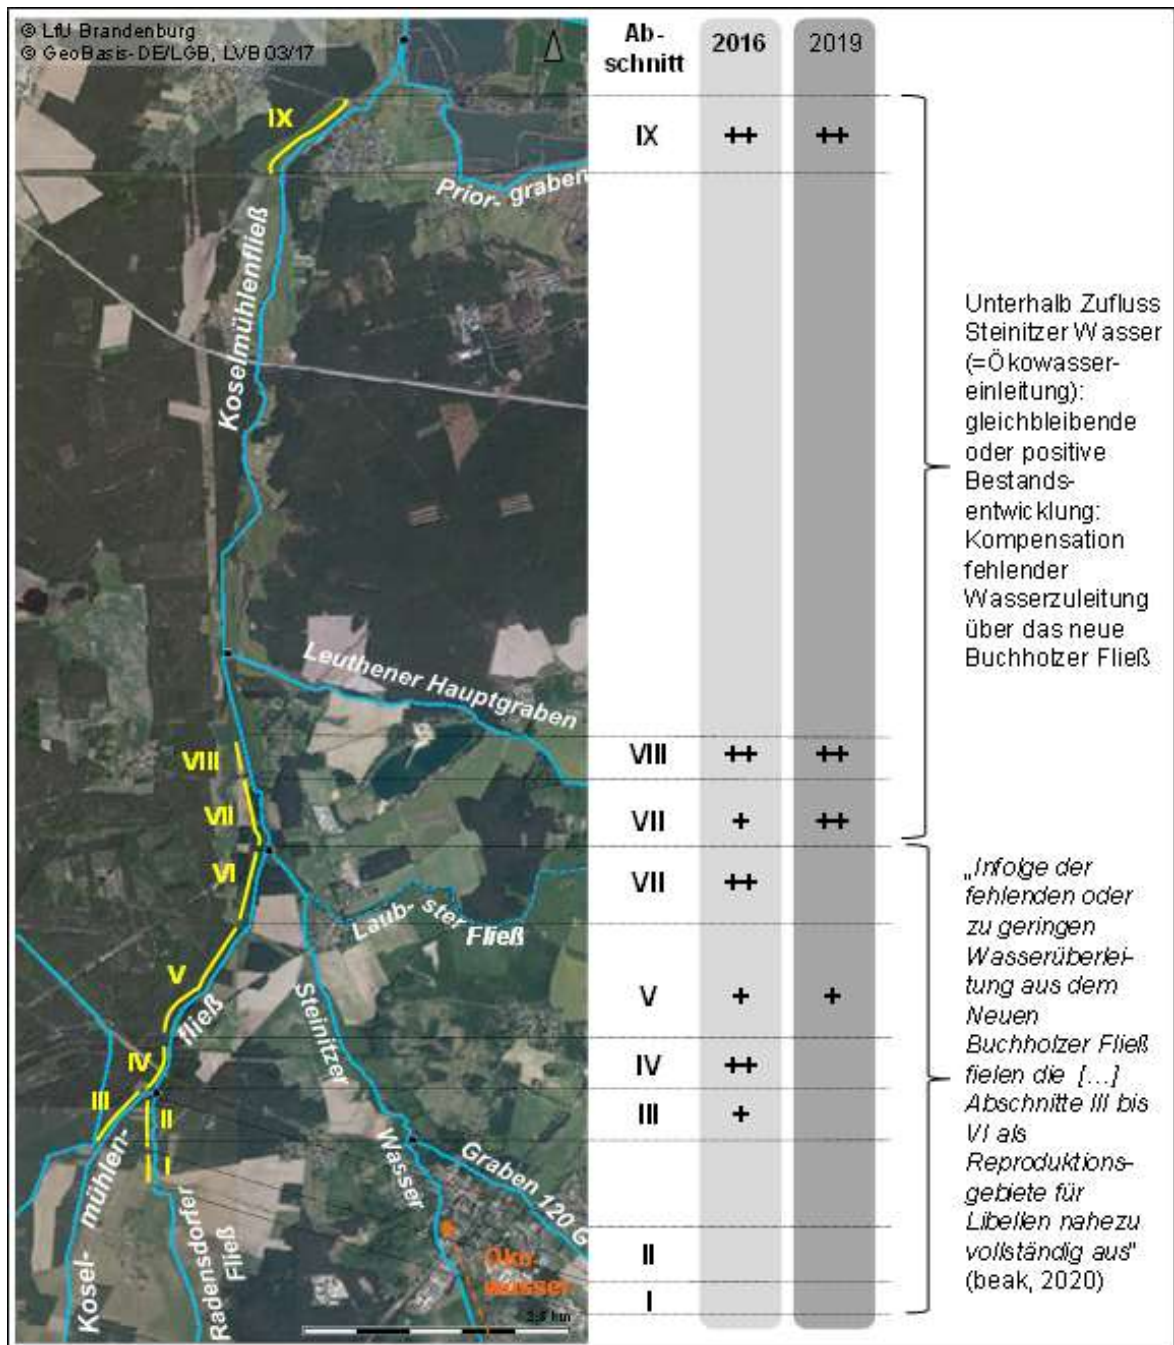 © LfU Brandenburg
© GeoBasis-DE/LGB, LVB 03/17
IX
Prior- graben
Koselmühlenfließ
Leuthener Hauptgraben
VIII
VII
VI
Laub- ster Fließ
V
fließ
Steinitzer
IV
III
II
Wasser
I
Graben 120 G
mühlen-
Kosel-
Radensdorfer
Fließ
Öko-
wasser
Ab-
schnitt
2016
2019
IX ++ ++
VIII ++ ++
VII + ++
VII ++
V + +
IV ++
III +
II
I
Unterhalb Zufluss
Steinitzer Wasser
(=Ökowasser-
einleitung):
gleichbleibende
oder positive
Bestands-
entwicklung:
Kompensation
fehlender
Wasserzuleitung
über das neue
Buchholzer Fließ
„Infolge der
fehlenden oder
zu geringen
Wasserüberlei-
tung aus dem
Neuen
Buchholzer Fließ
fielen die [...]
Abschnitte III bis
VI als
Reproduktions-
gebiete für
Libellen nahezu
vollständig aus"
(beak, 2020)